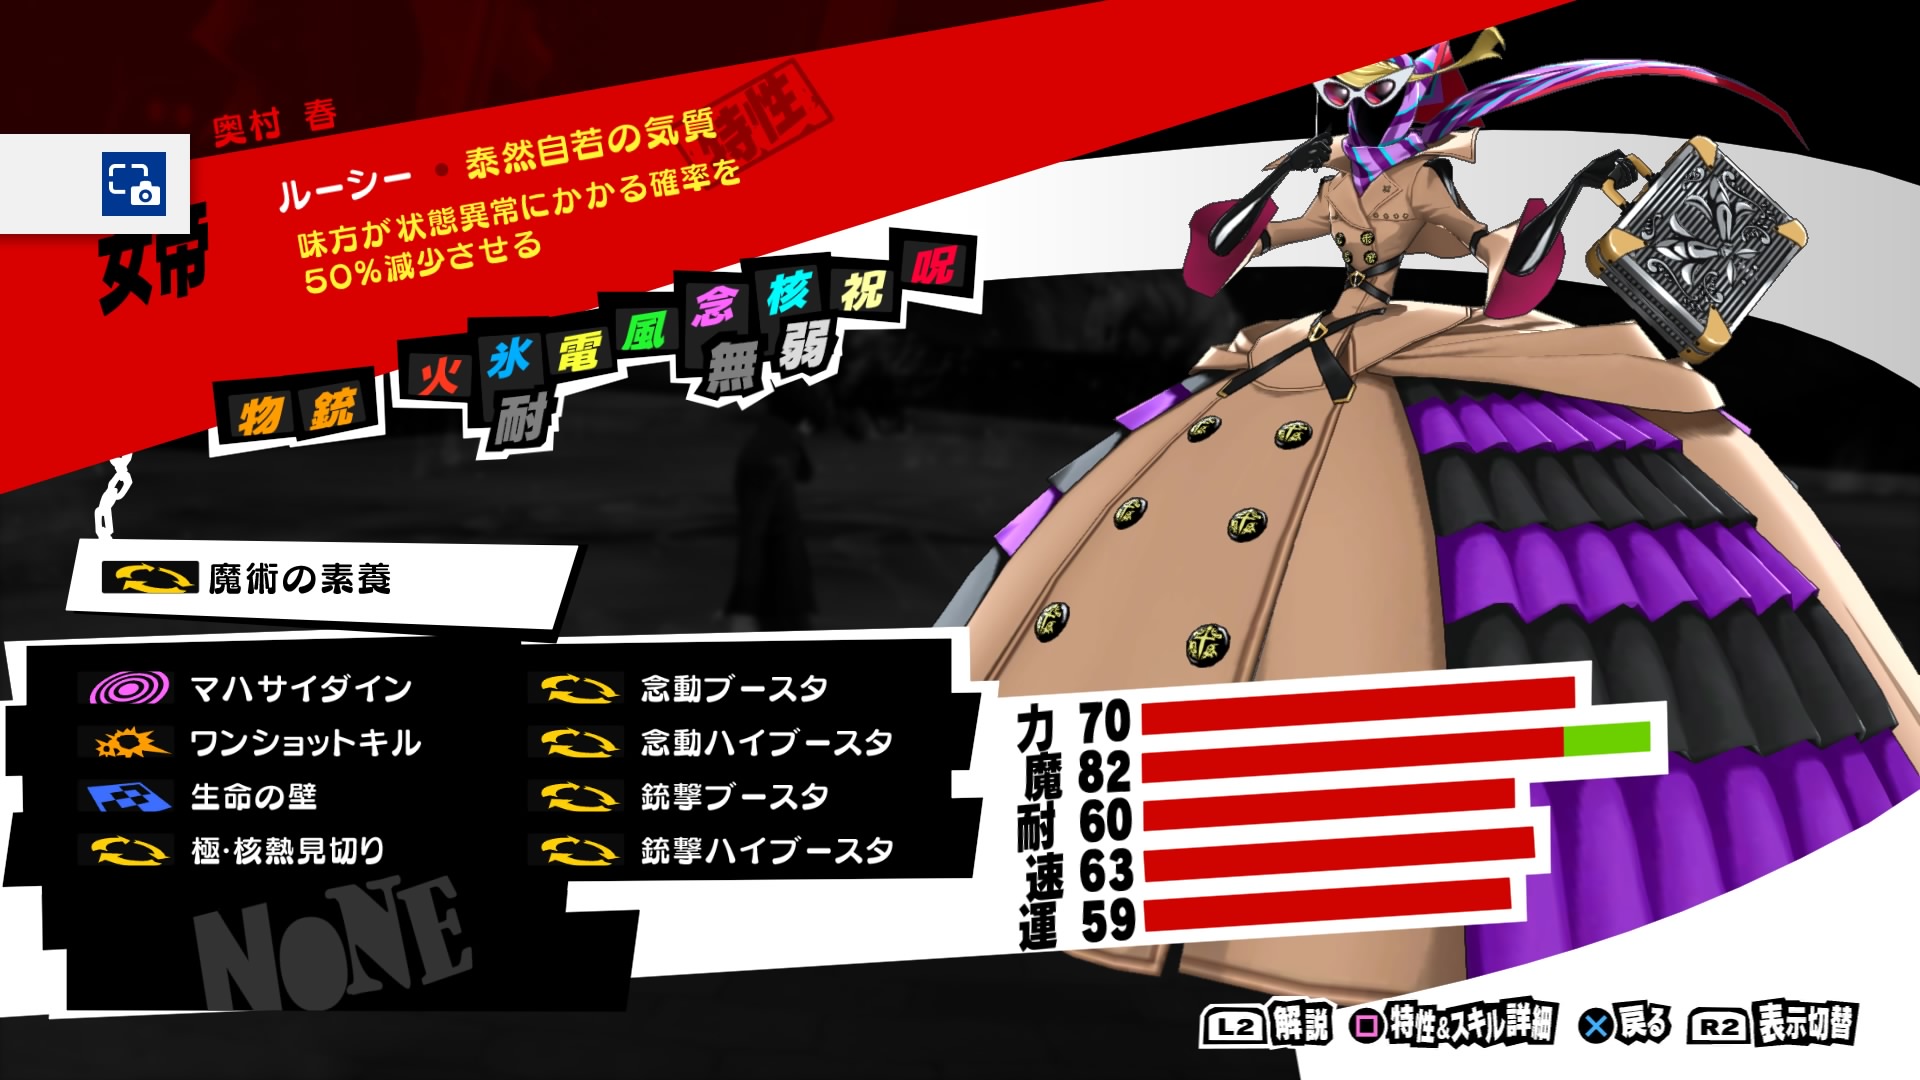 奥村 春
特性
ルーシー・泰然自若の気質
女帝
味方が状態異常にかかる確率を
50%減少させる
物 銃 火 氷 電 風 念 核 祝 呪
耐 無 弱
魔術の素養
マハサイダイン
ワンショットキル
生命の壁
極・核熱見切り
念動ブースタ
念動ハイブースタ
銃撃ブースタ
銃撃ハイブースタ
NONE
力 70
魔 82
耐 60
速 63
運 59
L2 解説 特性&スキル詳細 戻る R2 表示切替